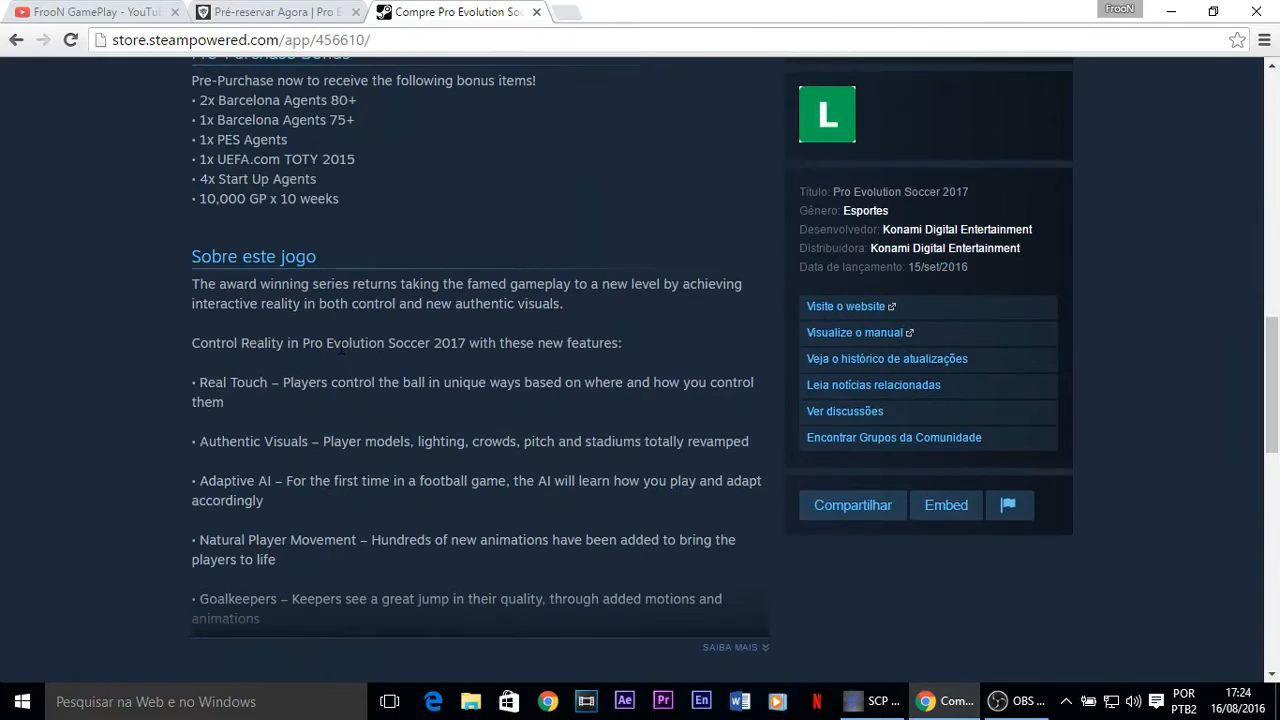 FrooN GamePlay - YouTu
Pré-reservar Agora | Pro E
Compre Pro Evolution Soc
FrooN
store.steampowered.com/app/456610/
Pre-Purchase Bonus
Pre-Purchase now to receive the following bonus items!
• 2x Barcelona Agents 80+
• 1x Barcelona Agents 75+
• 1x PES Agents
• 1x UEFA.com TOTY 2015
• 4x Start Up Agents
• 10,000 GP x 10 weeks
Sobre este jogo
The award winning series returns taking the famed gameplay to a new level by achieving
interactive reality in both control and new authentic visuals.
Control Reality in Pro Evolution Soccer 2017 with these new features:
• Real Touch – Players control the ball in unique ways based on where and how you control
them
• Authentic Visuals – Player models, lighting, crowds, pitch and stadiums totally revamped
• Adaptive AI – For the first time in a football game, the AI will learn how you play and adapt
accordingly
• Natural Player Movement – Hundreds of new animations have been added to bring the
players to life
• Goalkeepers – Keepers see a great jump in their quality, through added motions and
animations
SAIBA MAIS
L
Título: Pro Evolution Soccer 2017
Gênero: Esportes
Desenvolvedor: Konami Digital Entertainment
Distribuidora: Konami Digital Entertainment
Data de lançamento: 15/set/2016
Visite o website
Visualize o manual
Veja o histórico de atualizações
Leia notícias relacionadas
Ver discussões
Encontrar Grupos da Comunidade
Compartilhar
Embed
Pesquisar na Web e no Windows
Ae
Pr
En
N
SCP ...
Com...
OBS ...
POR
PTB2
17:24
16/08/2016